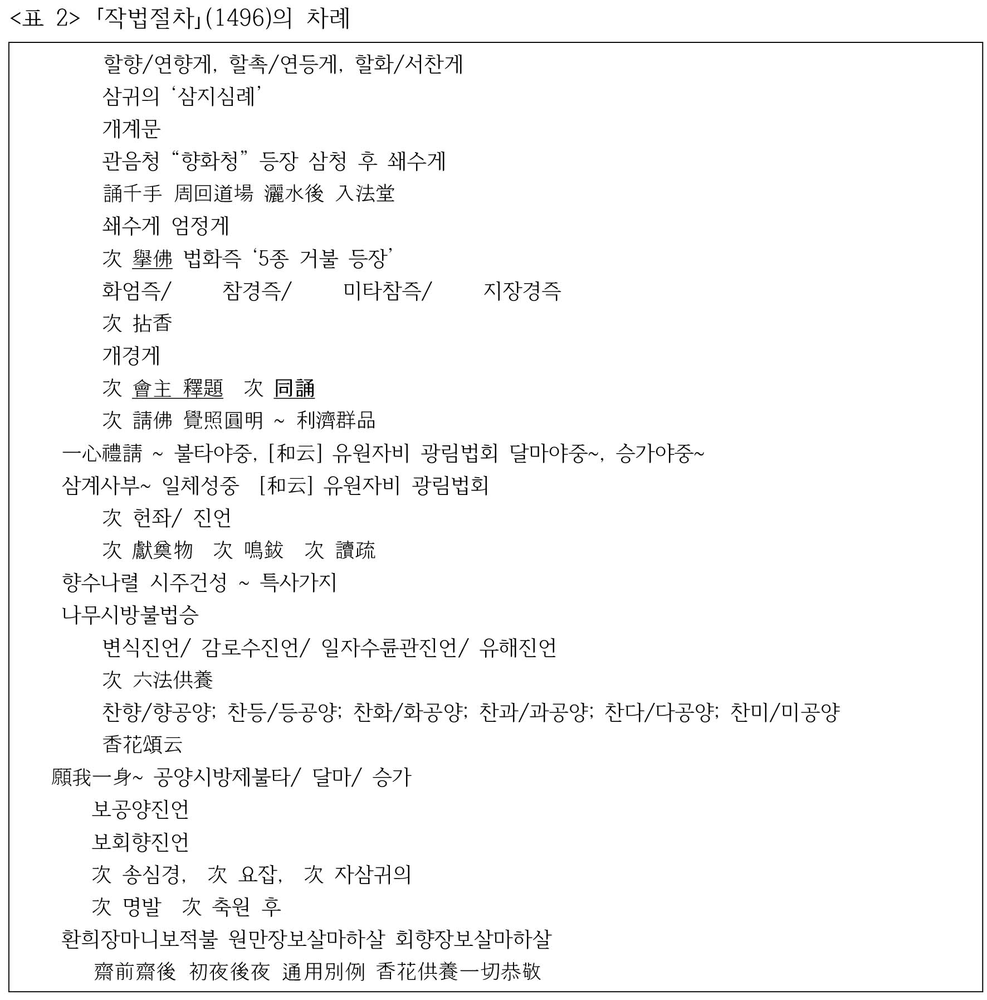 <표 2> 「작법절차」(1496)의 차례
할향/연향게, 할촉/연등게, 할화/서찬게
삼귀의 ‘삼지심례’
개계문
관음청 “향화청” 등장 삼청 후 쇄수게
誦千手 周回道場 灑水後 入法堂
쇄수게 엄정게
次 擧佛 법화즉 ‘5종 거불 등장’
화엄즉/ 참경즉/ 미타참즉/ 지장경즉
次 拈香
개경게
次 會主 釋題 次 同誦
次 請佛 覺照圓明 ~ 利濟群品
一心禮請 ~ 불타야중, [和云] 유원자비 광림법회 달마야중~, 승가야중~
삼계사부~ 일체성중 [和云] 유원자비 광림법회
次 헌좌/ 진언
次 獻奠物 次 鳴鈸 次 讀疏
향수나렬 시주건성 ~ 특사가지
나무시방불법승
변식진언/ 감로수진언/ 일자수륜관진언/ 유해진언
次 六法供養
찬향/향공양; 찬등/등공양; 찬화/화공양; 찬과/과공양; 찬다/다공양; 찬미/미공양
香花頌云
願我一身~ 공양시방제불타/ 달마/ 승가
보공양진언
보회향진언
次 송심경, 次 요잡, 次 자삼귀의
次 명발 次 축원 후
환희장마니보적불 원만장보살마하살 회향장보살마하살
齋前齋後 初夜後夜 通用別例 香花供養一切恭敬